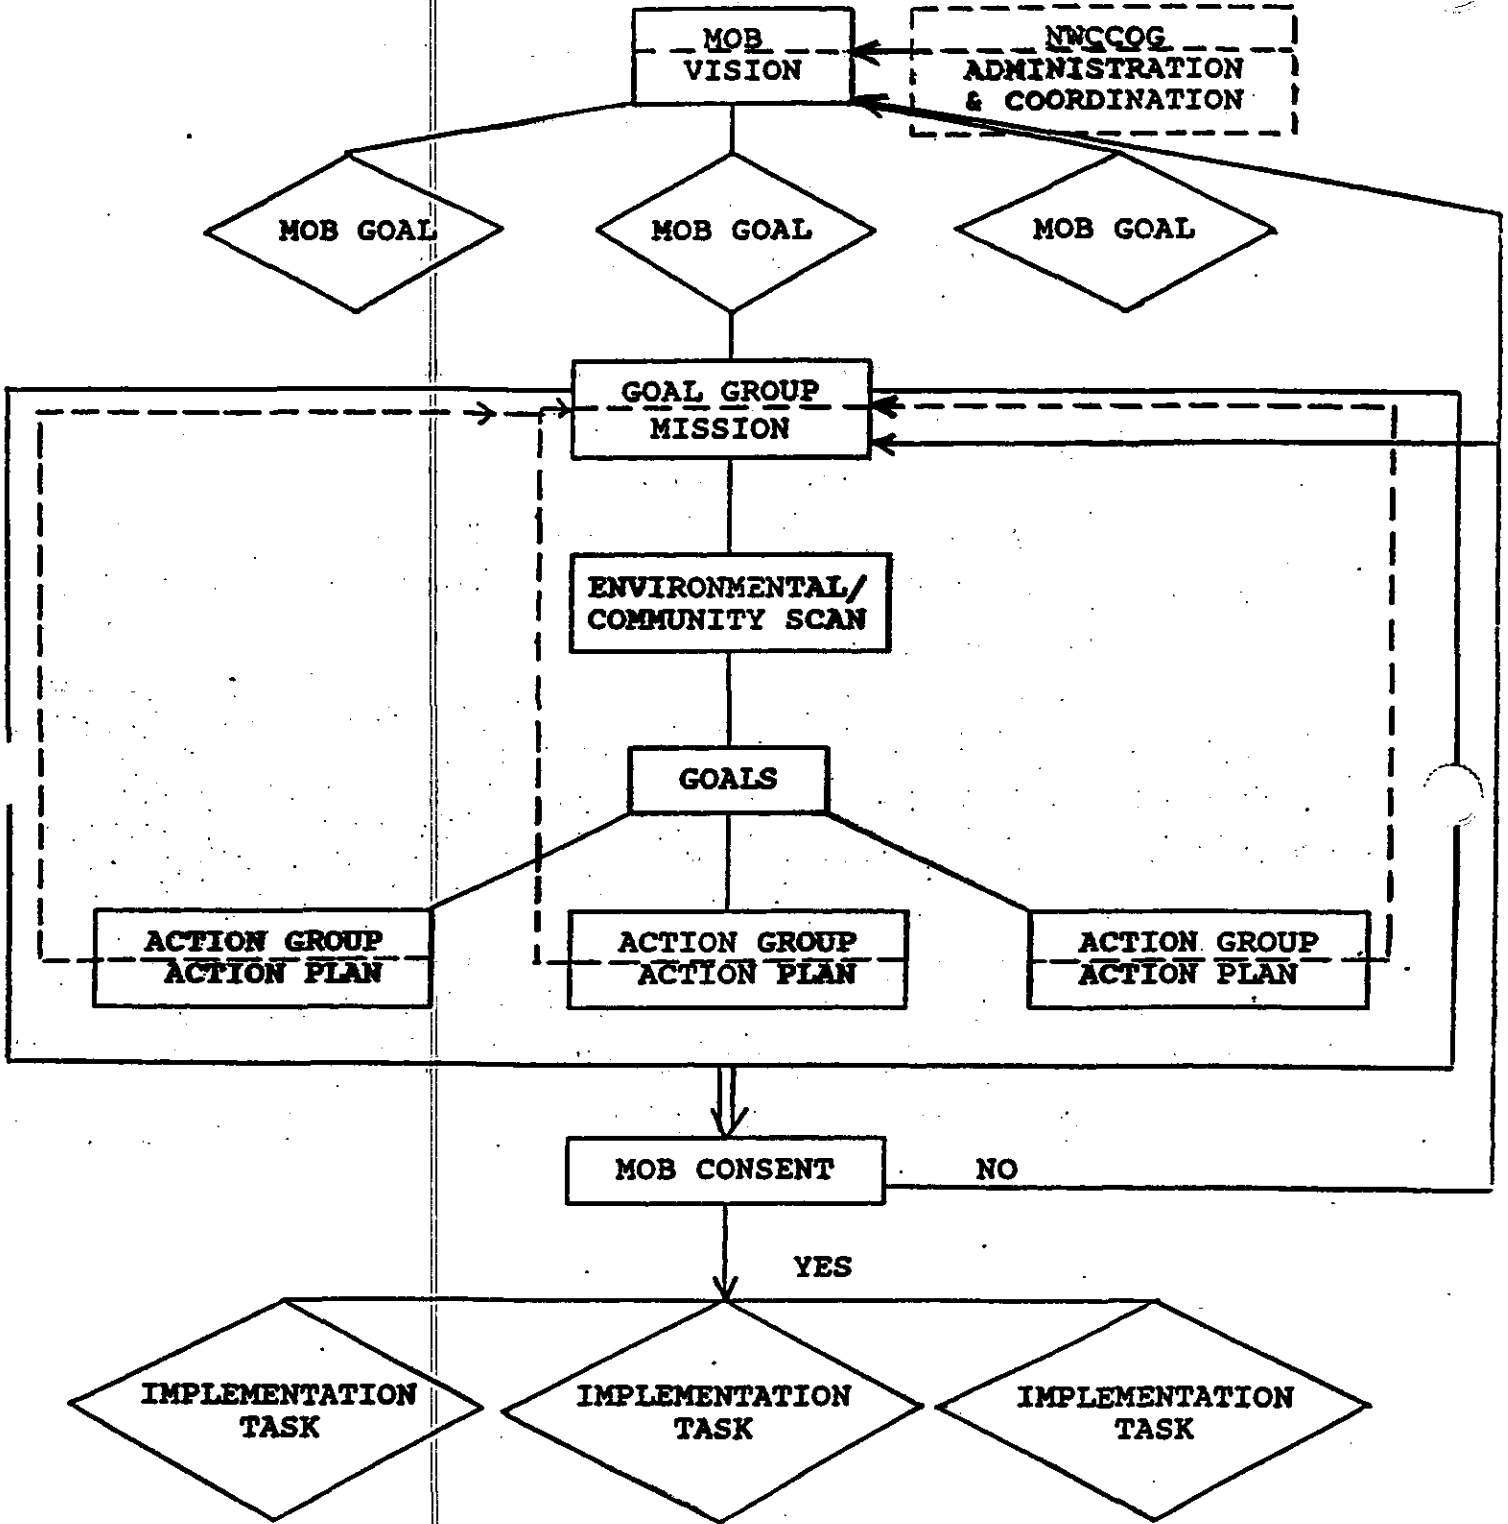 MOB
VISION
NWCCOG
ADMINISTRATION
& COORDINATION
MOB GOAL
MOB GOAL
MOB GOAL
GOAL GROUP
MISSION
ENVIRONMENTAL/
COMMUNITY SCAN
GOALS
ACTION GROUP
ACTION PLAN
ACTION GROUP
ACTION PLAN
ACTION GROUP
ACTION PLAN
MOB CONSENT
NO
YES
IMPLEMENTATION
TASK
IMPLEMENTATION
TASK
IMPLEMENTATION
TASK